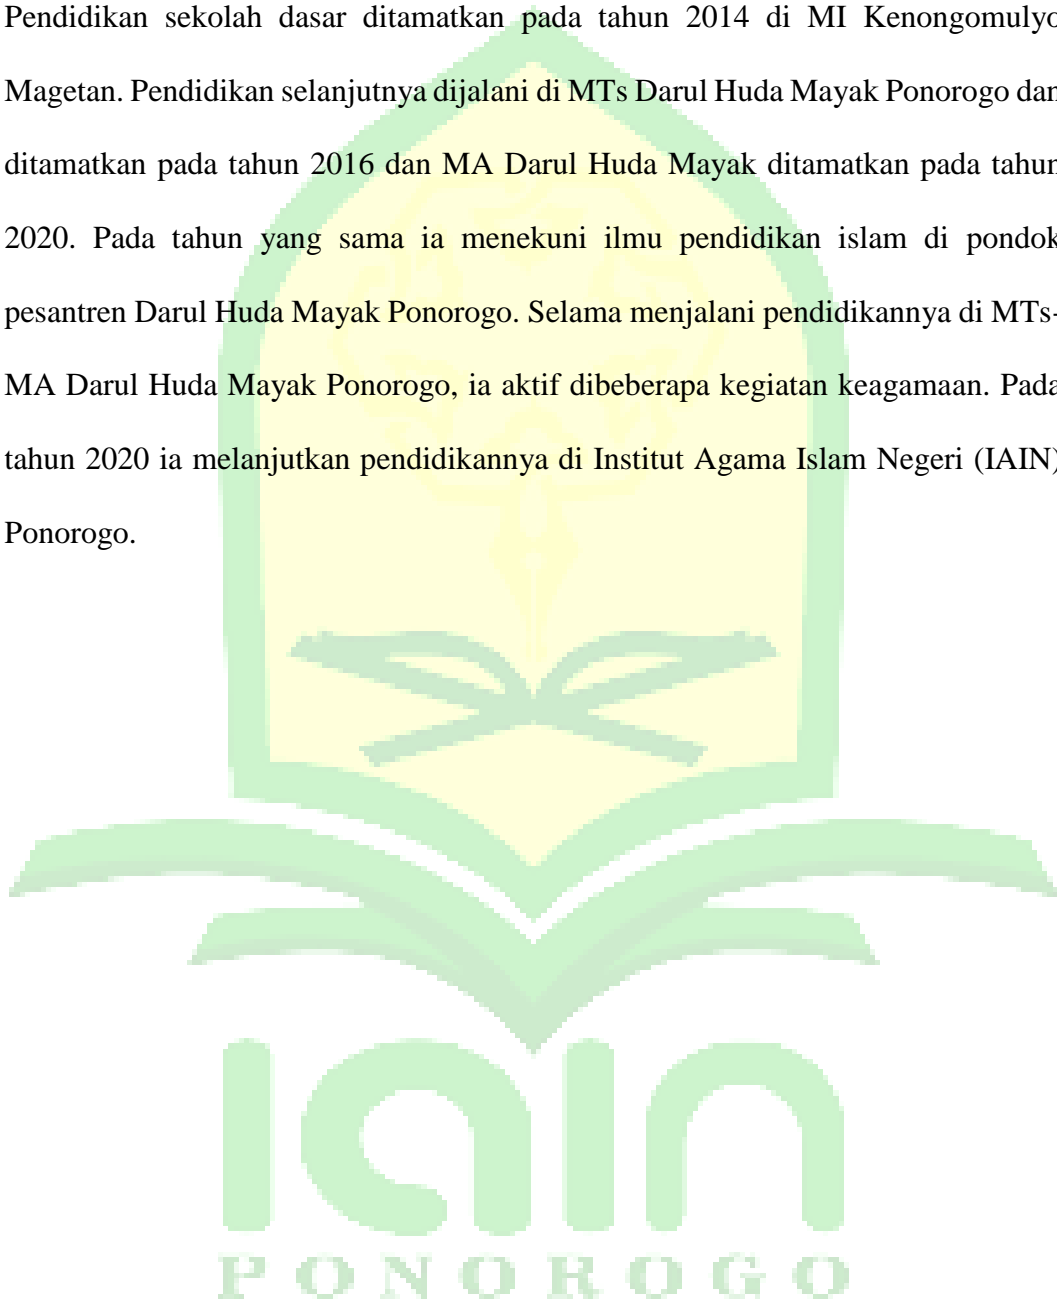 Pendidikan sekolah dasar ditamatkan pada tahun 2014 di MI Kenongomulyo
Magetan. Pendidikan selanjutnya dijalani di MTs Darul Huda Mayak Ponorogo dan
ditamatkan pada tahun 2016 dan MA Darul Huda Mayak ditamatkan pada tahun
2020. Pada tahun yang sama ia menekuni ilmu pendidikan islam di pondok
pesantren Darul Huda Mayak Ponorogo. Selama menjalani pendidikannya di MTs-
MA Darul Huda Mayak Ponorogo, ia aktif dibeberapa kegiatan keagamaan. Pada
tahun 2020 ia melanjutkan pendidikannya di Institut Agama Islam Negeri (IAIN)
Ponorogo.
IAIN
PONOROGO